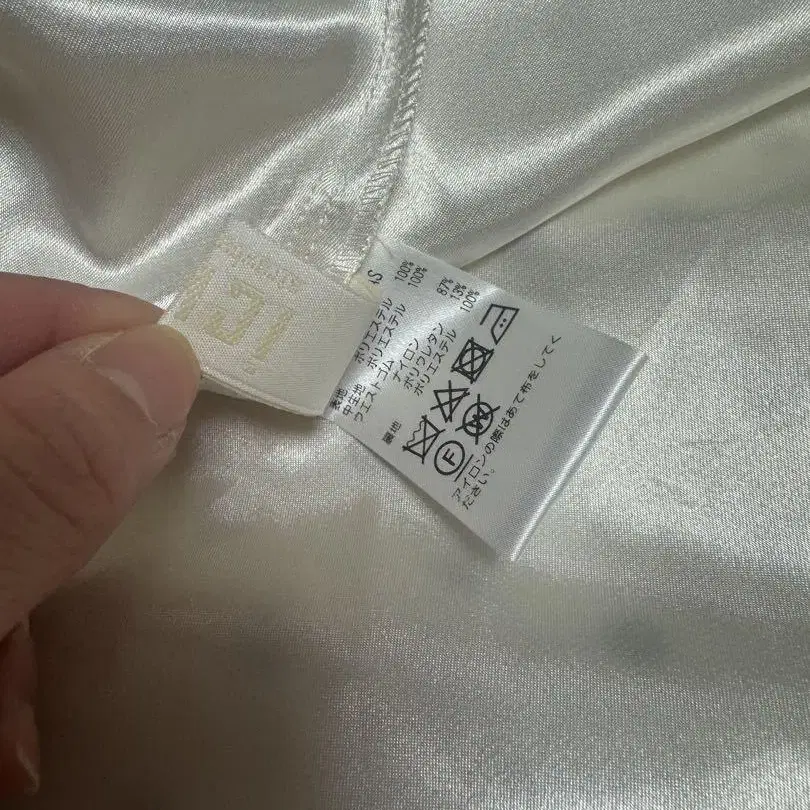 表地 ポリエステル 100%
中生地 ポリエステル 100%
ウエストゴム ナイロン 87%
ポリウレタン 13%
裏地 ポリエステル 100%
F
アイロンの際はあて布をしてく
ださい。